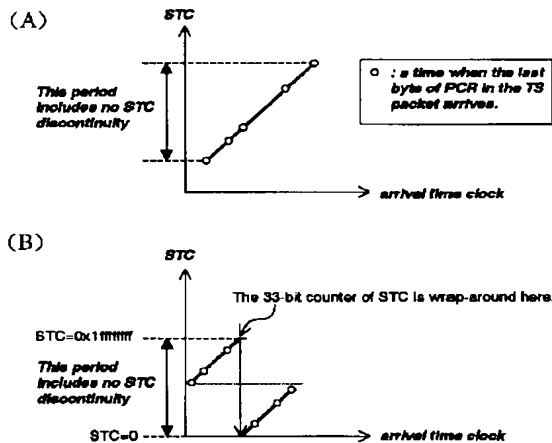 (A)
STC
This period
includes no STC
discontinuity
: a time when the last
byte of PCR in the TS
packet arrives.
arrival time clock
(B)
STC
The 33-bit counter of STC is wrap-around here.
STC=0x1ffffffff
This period
includes no STC
discontinuity
STC=0
arrival time clock